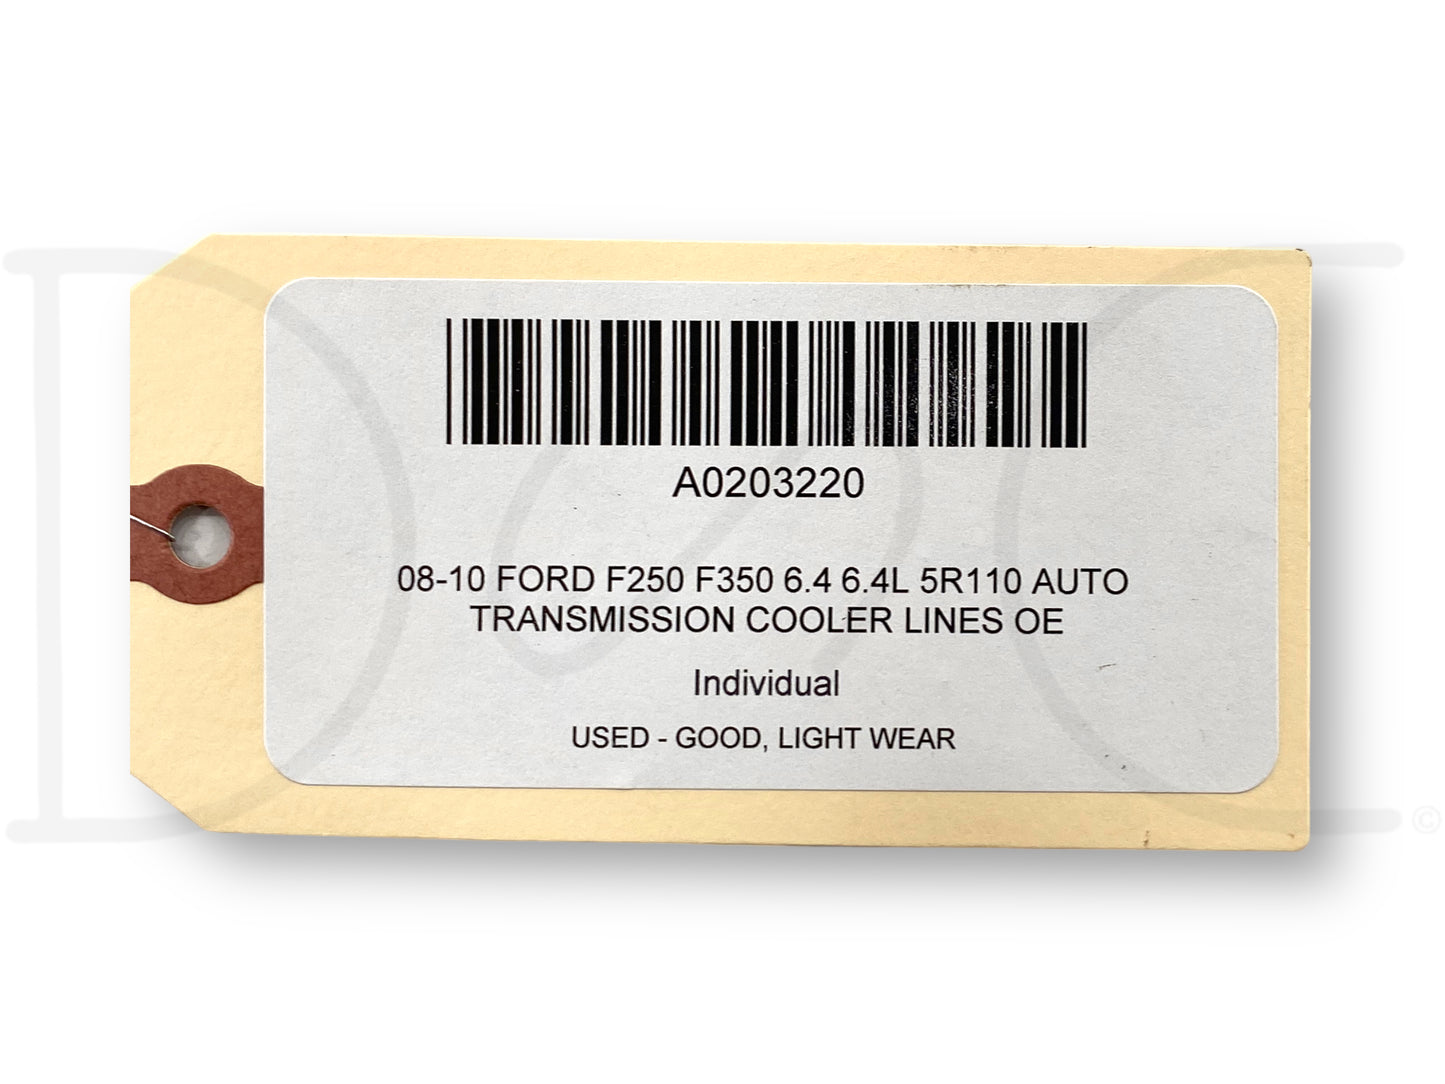 A0203220
08-10 FORD F250 F350 6.4 6.4L 5R110 AUTO
TRANSMISSION COOLER LINES OE
Individual
USED - GOOD, LIGHT WEAR
©